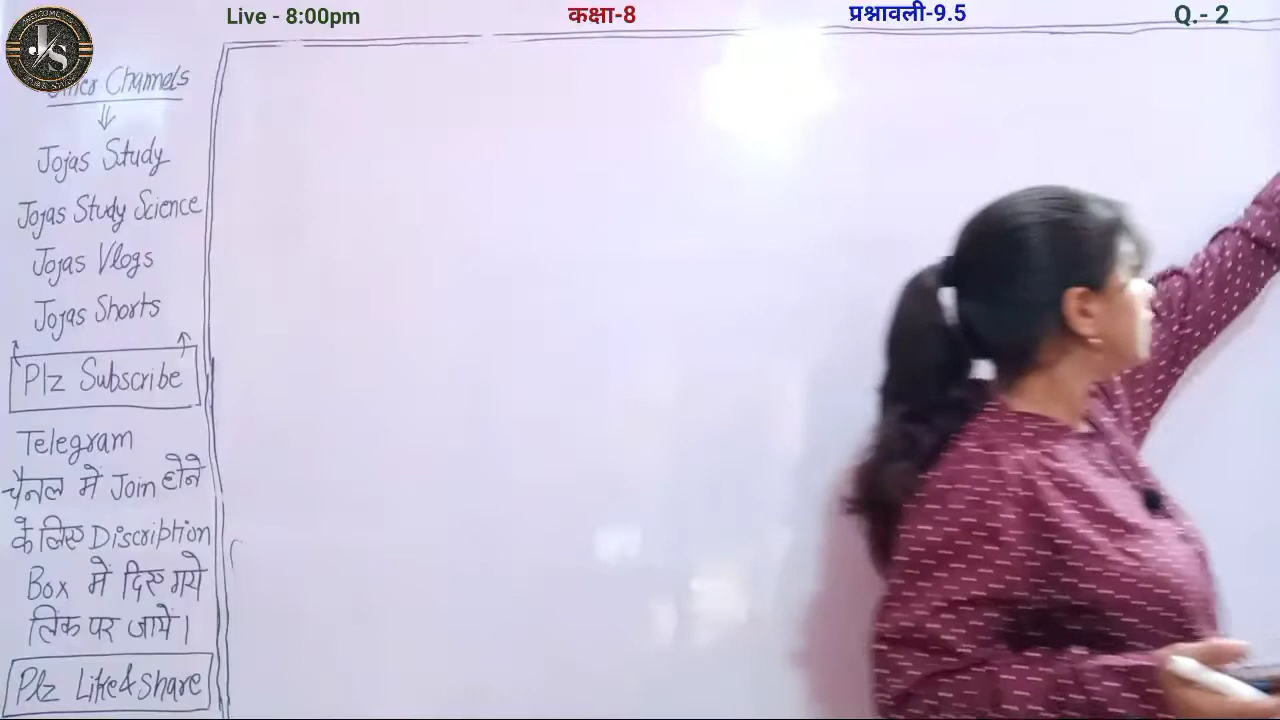 Live - 8:00pm
कक्षा-8
प्रश्नावली-9.5
Q.- 2
J/S
Channels
Jojas Study
Jojas Study Science
Jojas Vlogs
Jojas Shorts
Plz Subscribe
Telegram
चैनल में Join होने
के लिए Discription
Box में दिए गये
लिंक पर जाये।
Plz Like & Share